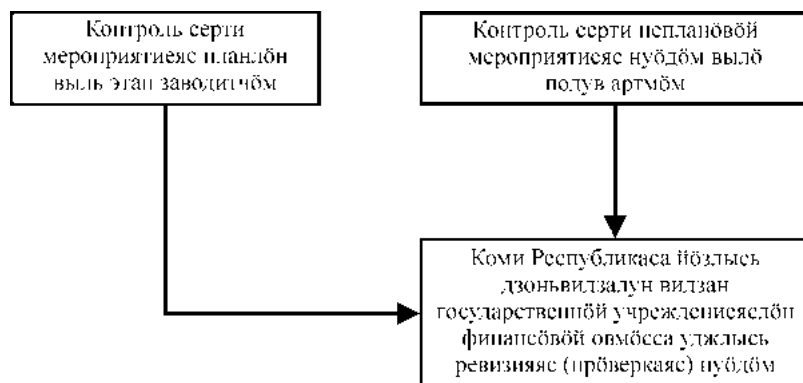 Контроль серти
мероприятиеяс планлӧн
выль этап заводитчӧм
Контроль серти непланӧвӧй
мероприятиеяс нуӧдӧм вылӧ
подув артмӧм
Коми Республикаса йӧзлысь
дзоньвидзалун видзан
государственнӧй учреждениеяслӧн
финансӧвӧй овмӧсса уджлысь
ревизияяс (прӧверкаяс) нуӧдӧм